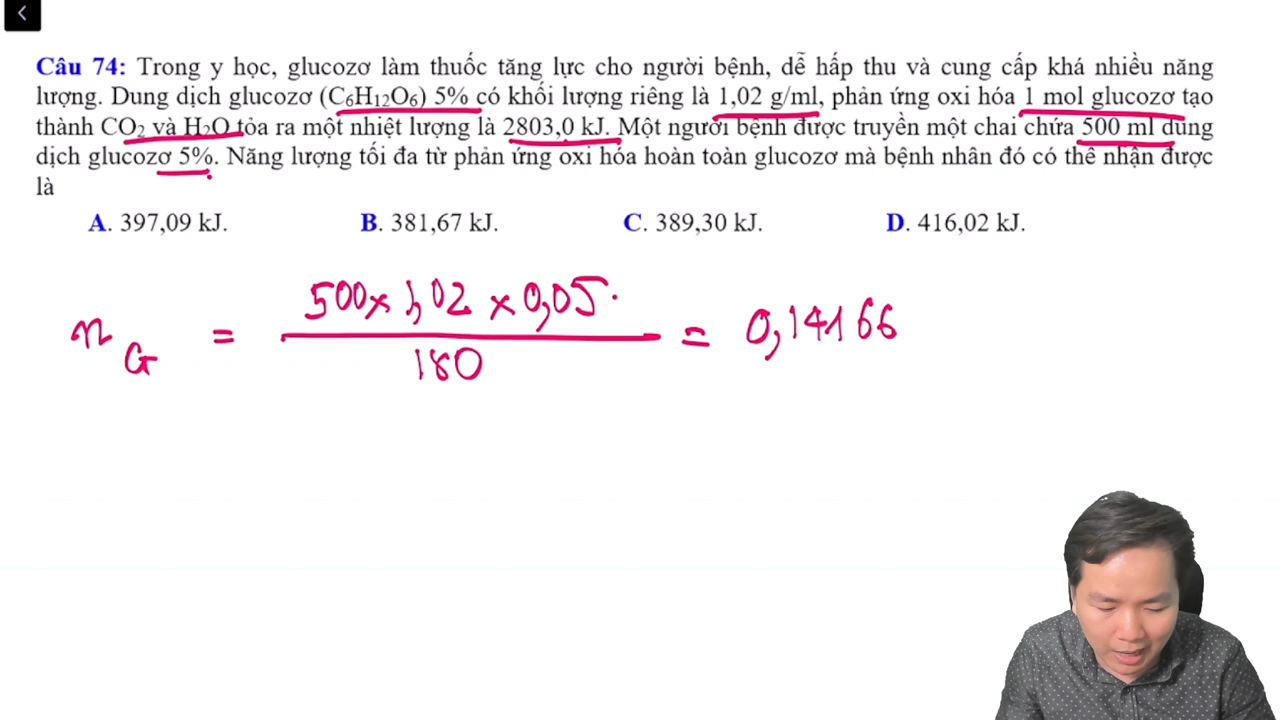 Câu 74: Trong y học, glucozơ làm thuốc tăng lực cho người bệnh, dễ hấp thu và cung cấp khá nhiều năng
lượng. Dung dịch glucozơ (C₆H₁₂O₆) 5% có khối lượng riêng là 1,02 g/ml, phản ứng oxi hóa 1 mol glucozơ tạo
thành CO₂ và H₂O tỏa ra một nhiệt lượng là 2803,0 kJ. Một người bệnh được truyền một chai chứa 500 ml dung
dịch glucozơ 5%. Năng lượng tối đa từ phản ứng oxi hóa hoàn toàn glucozơ mà bệnh nhân đó có thể nhận được
là
A. 397,09 kJ. B. 381,67 kJ. C. 389,30 kJ. D. 416,02 kJ.
500 x 1,02 x 0,05
n G = = 0,14166
180